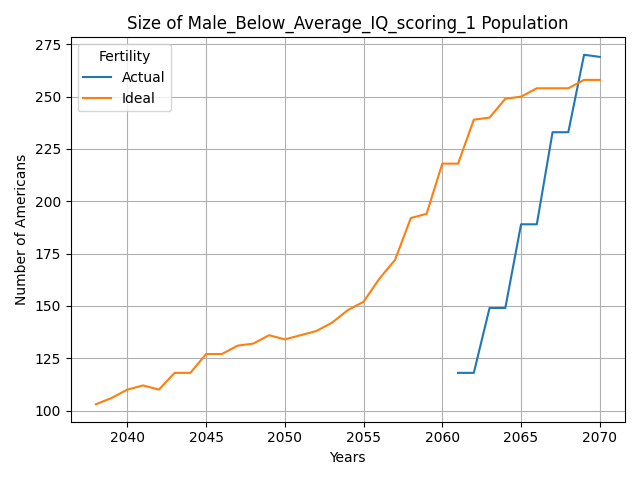 Size of Male_Below_Average_IQ_scoring_1 Population
Fertility
Actual
Ideal
Number of Americans
275
250
225
200
175
150
125
100
2040 2045 2050 2055 2060 2065 2070
Years